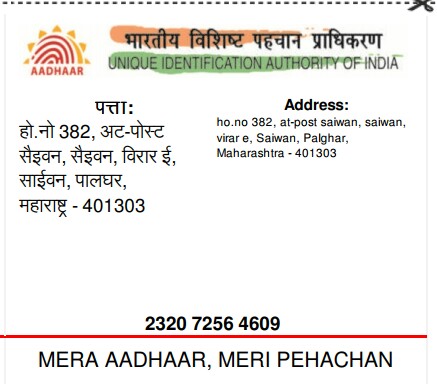 भारतीय विशिष्ट पहचान प्राधिकरण
AADHAAR
UNIQUE IDENTIFICATION AUTHORITY OF INDIA
पत्ता:
हो.नो 382, अट-पोस्ट
सैइवन, सैइवन, विरार ई,
साईवन, पालघर,
महाराष्ट्र - 401303
Address:
ho.no 382, at-post saiwan, saiwan,
virar e, Saiwan, Palghar,
Maharashtra - 401303
2320 7256 4609
MERA AADHAAR, MERI PEHACHAN